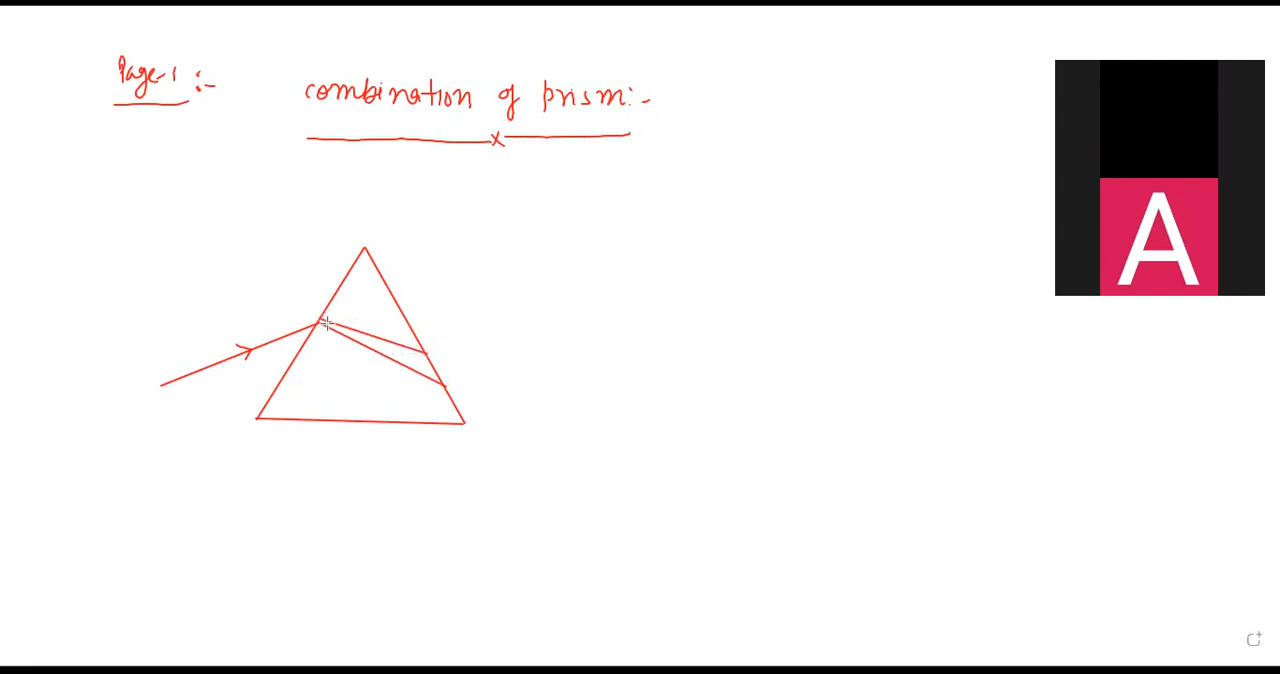 Page-1 :-
combination of prism:-
A